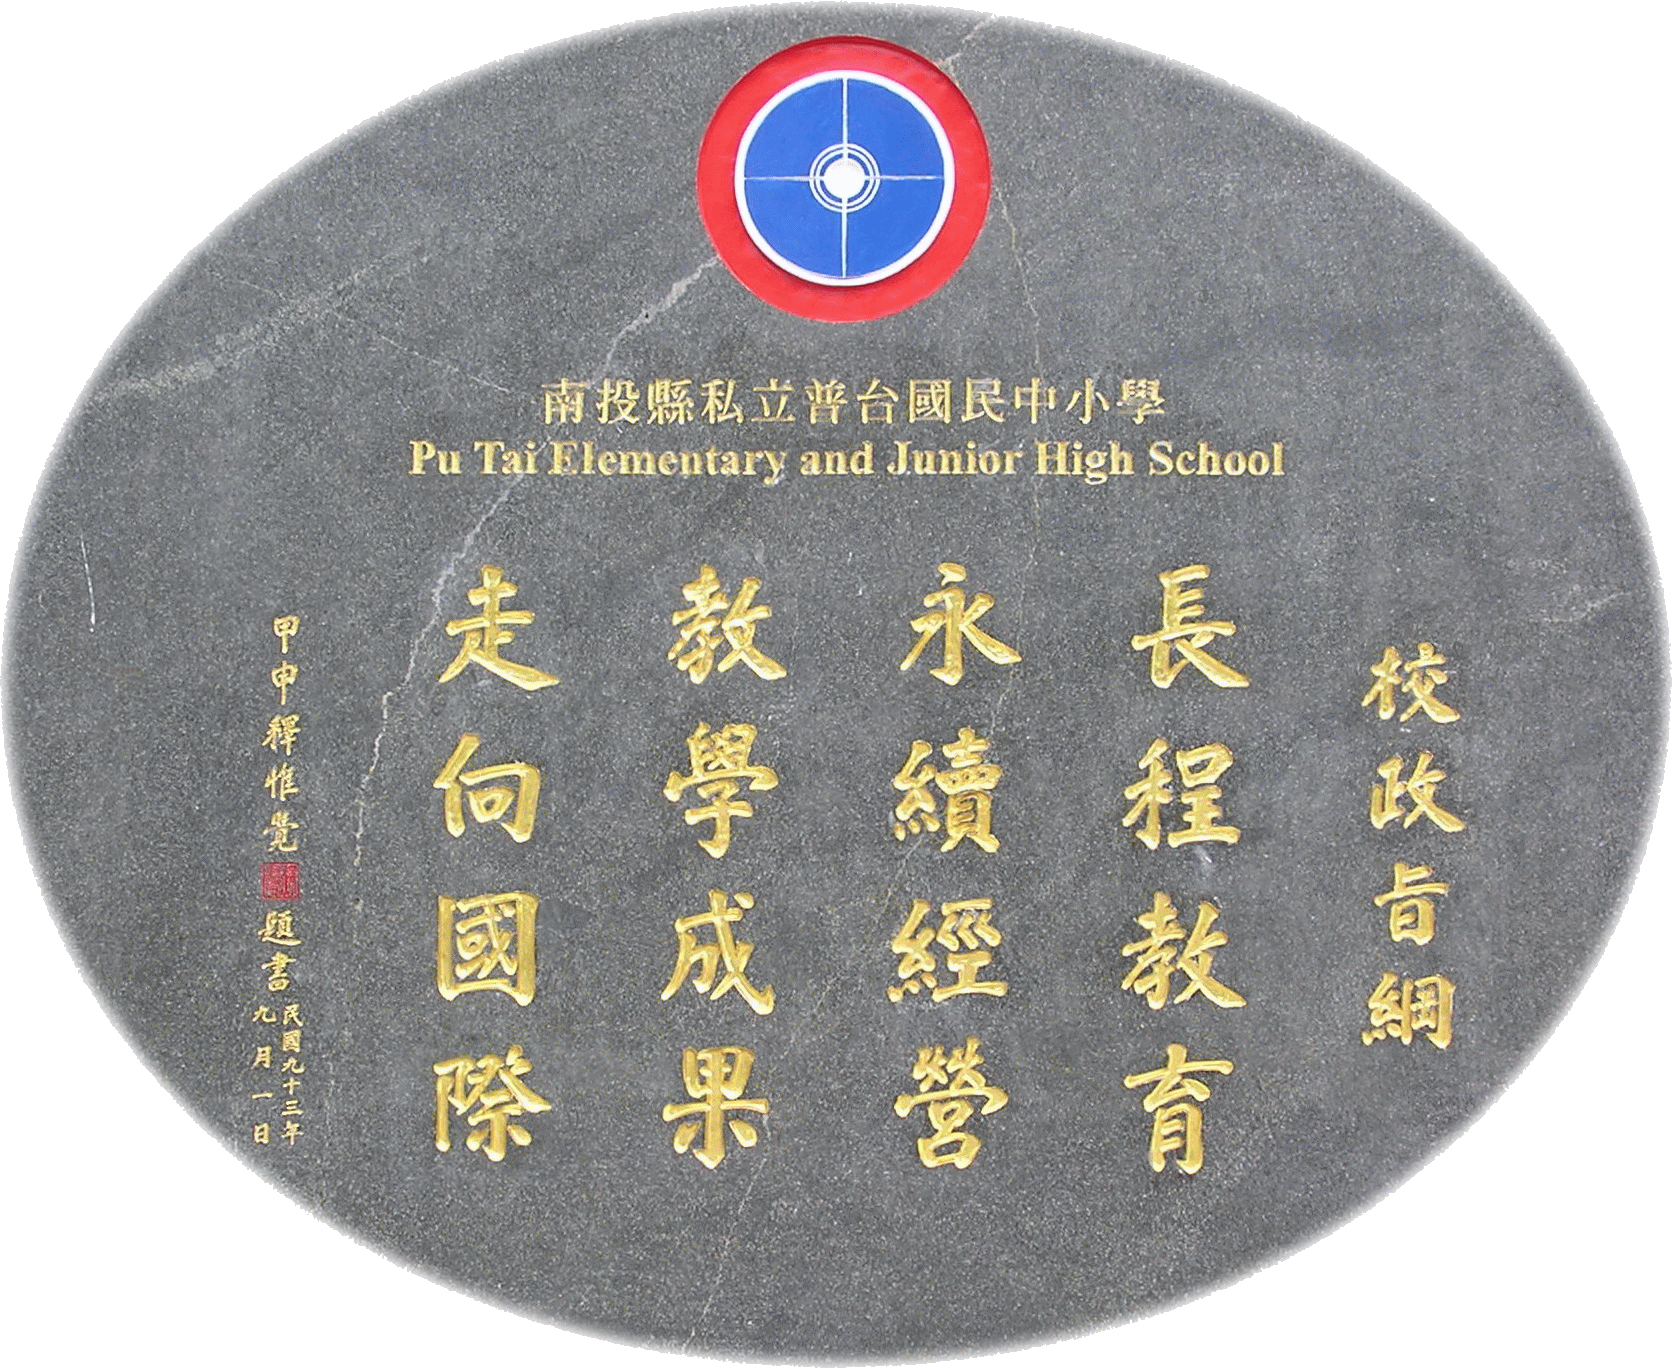 南投縣私立普台國民中小學
Pu Tai Elementary and Junior High School
校政旨綱
長程教育
永續經營
教學成果
走向國際
甲申釋惟覺題書
民國九十三年
九月一日